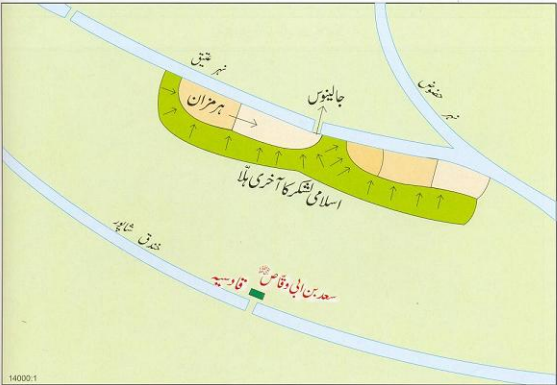 نہر عتیق
نہر حضوض
جالینوس
ہرمزان
اسلامی لشکر کا آخری ہلّا
خندق شاپور
سعد بن ابی وقاصؓ
قادسیہ
14000:1